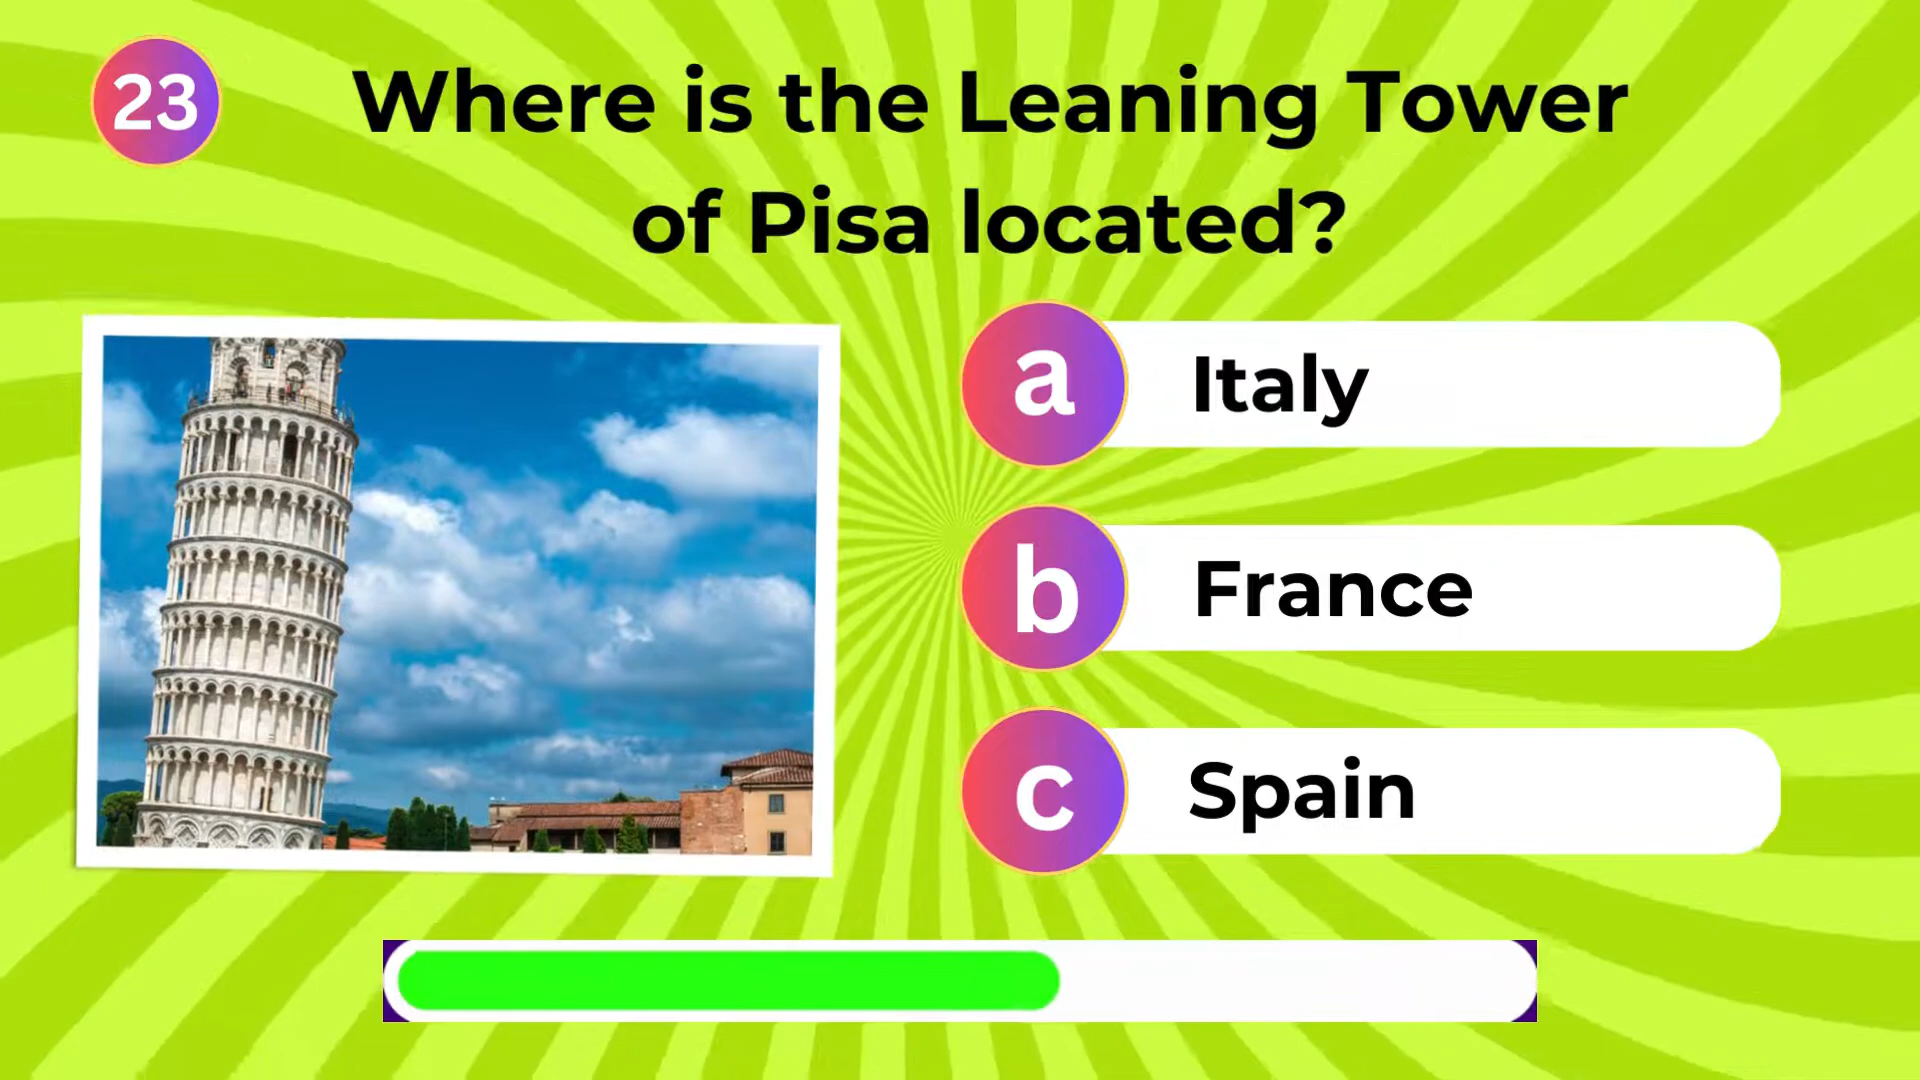 23
Where is the Leaning Tower
of Pisa located?
a Italy
b France
c Spain